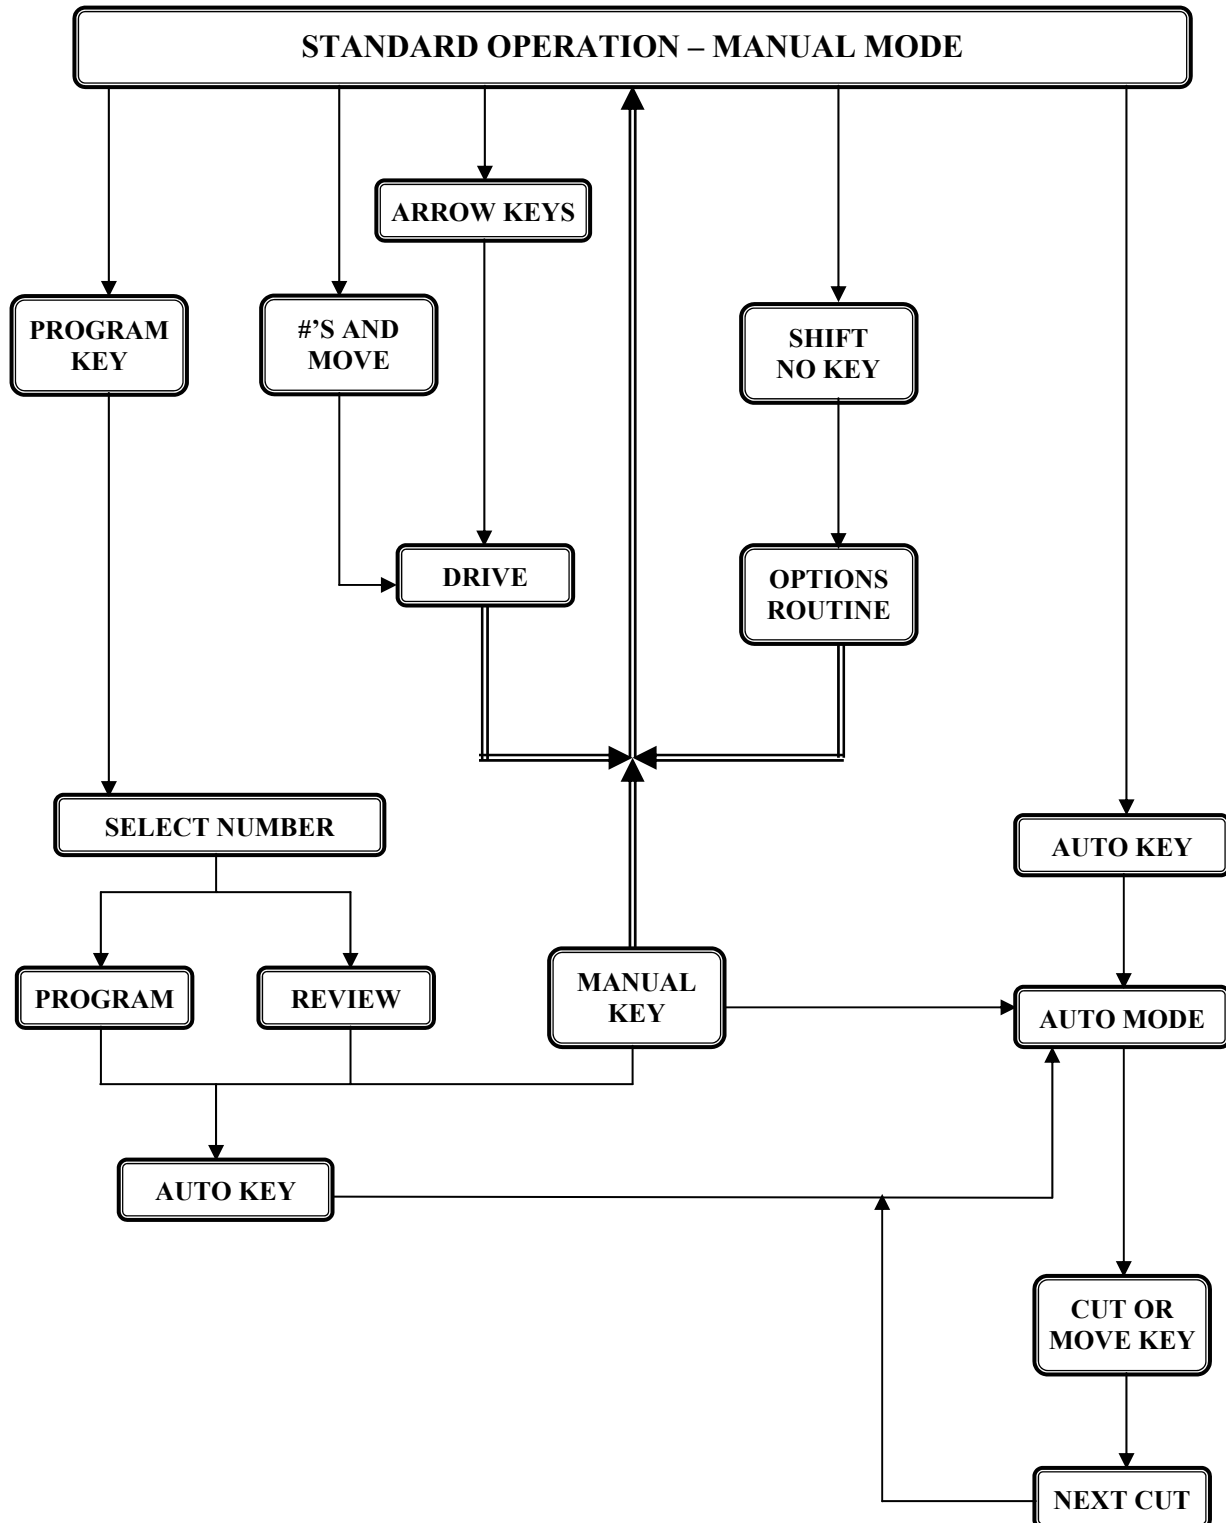 STANDARD OPERATION – MANUAL MODE
ARROW KEYS
PROGRAM
KEY
#'S AND
MOVE
SHIFT
NO KEY
DRIVE
OPTIONS
ROUTINE
SELECT NUMBER
AUTO KEY
PROGRAM
REVIEW
MANUAL
KEY
AUTO MODE
AUTO KEY
CUT OR
MOVE KEY
NEXT CUT